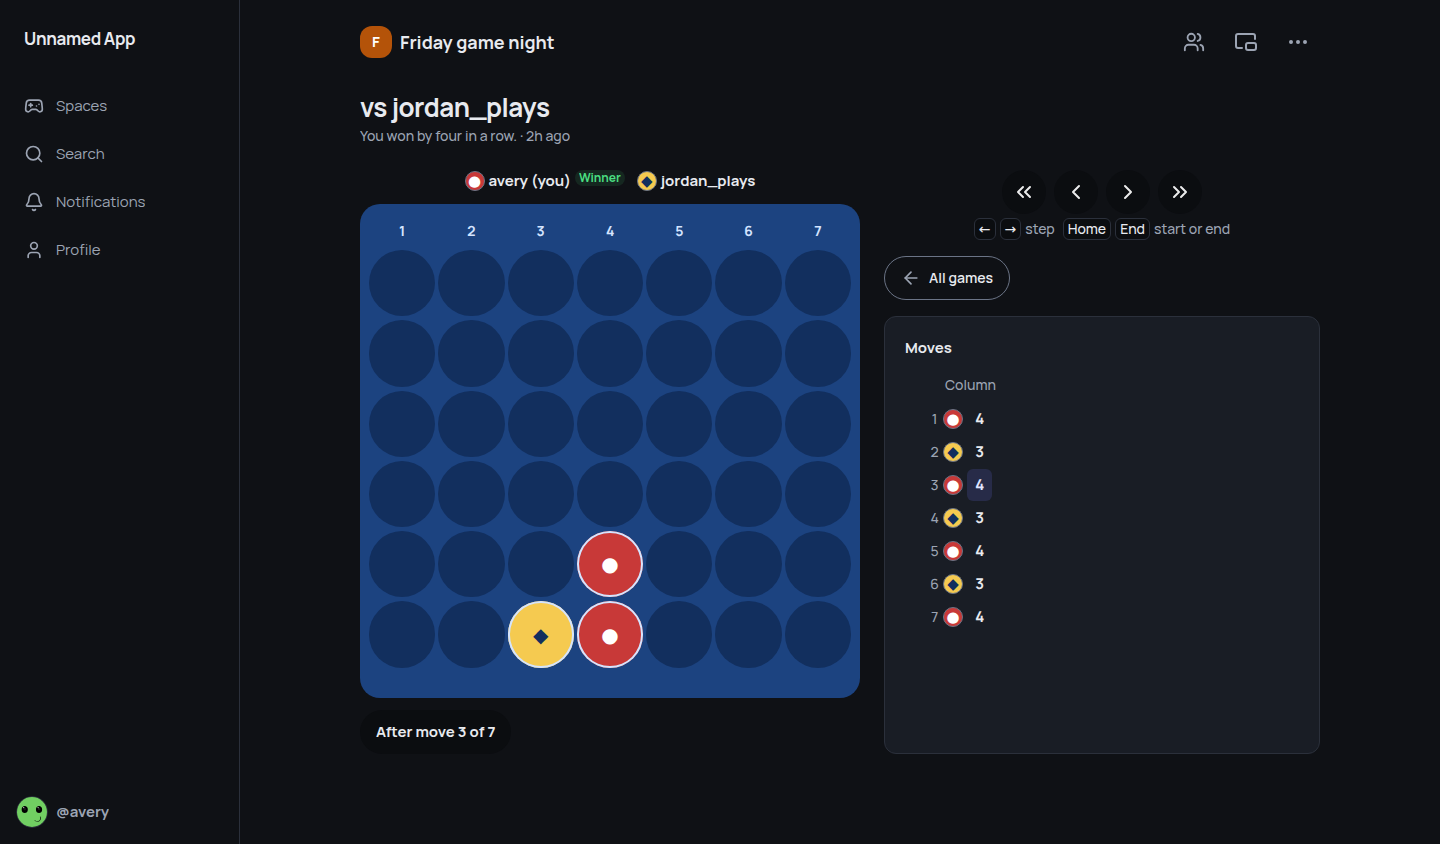 Unnamed App
Spaces
Search
Notifications
Profile
@avery
F Friday game night
vs jordan_plays
You won by four in a row. · 2h ago
avery (you) Winner jordan_plays
1 2 3 4 5 6 7
After move 3 of 7
← → step Home End start or end
All games
Moves
Column
1 4
2 3
3 4
4 3
5 4
6 3
7 4